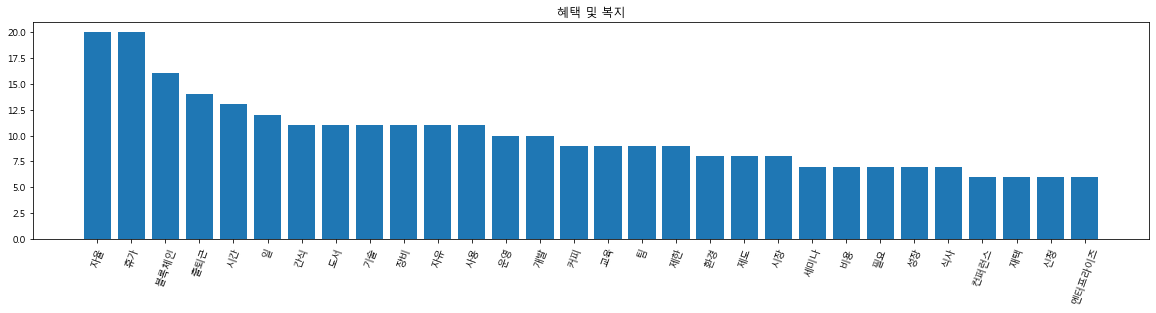 혜택 및 복지
20.0
17.5
15.0
12.5
10.0
7.5
5.0
2.5
0.0
자율
휴가
블록체인
출퇴근
시간
일
간식
도서
기술
장비
자유
사용
운영
개발
커피
교육
팀
제한
환경
제도
시장
세미나
비용
필요
성장
식사
컨퍼런스
재택
신청
엔터프라이즈